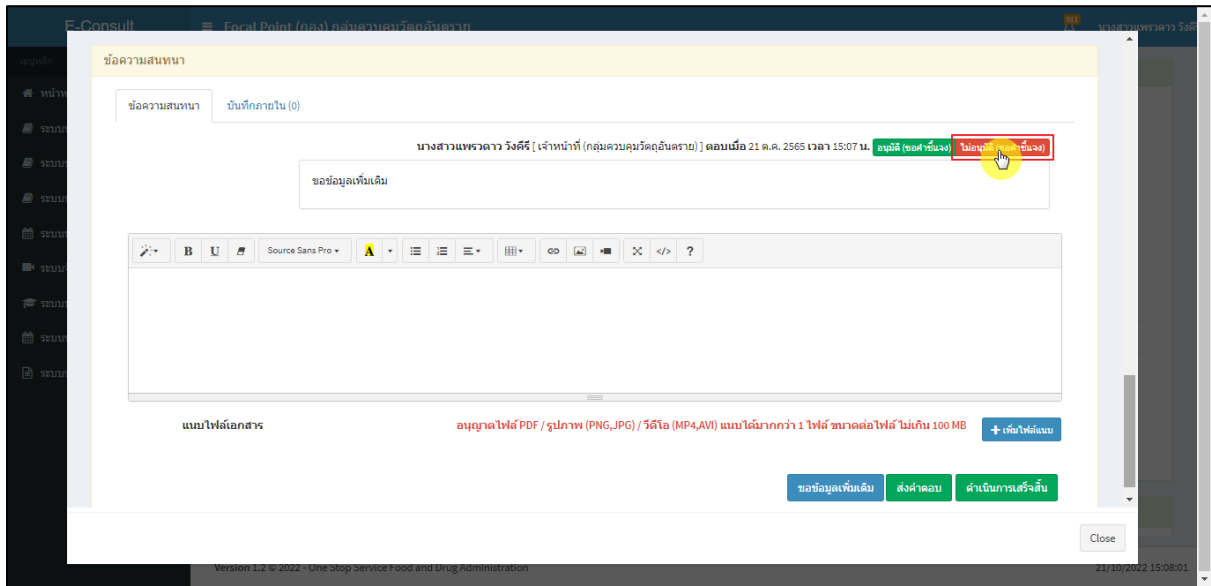 E-Consult
Focal Point (กอง) กลุ่มควบคุมวัตถุอันตราย
811
นางสาวแพรวดาว วังคีรี
เมนูหลัก
ข้อความสนทนา
ข้อความสนทนา
บันทึกภายใน (0)
นางสาวแพรวดาว วังคีรี [ เจ้าหน้าที่ (กลุ่มควบคุมวัตถุอันตราย) ] ตอบเมื่อ 21 ต.ค. 2565 เวลา 15:07 น. อนุมัติ (ขอคำชี้แจง) ไม่อนุมัติ (ขอคำชี้แจง)
ขอข้อมูลเพิ่มเติม
B U Source Sans Pro A </> ?
แนบไฟล์เอกสาร
อนุญาตไฟล์ PDF / รูปภาพ (PNG,JPG) / วีดีโอ (MP4,AVI) แนบได้มากกว่า 1 ไฟล์ ขนาดต่อไฟล์ ไม่เกิน 100 MB
+ เพิ่มไฟล์แนบ
ขอข้อมูลเพิ่มเติม
ส่งคำตอบ
ดำเนินการเสร็จสิ้น
Close
Version 1.2 © 2022 - One Stop Service Food and Drug Administration
21/10/2022 15:08:01